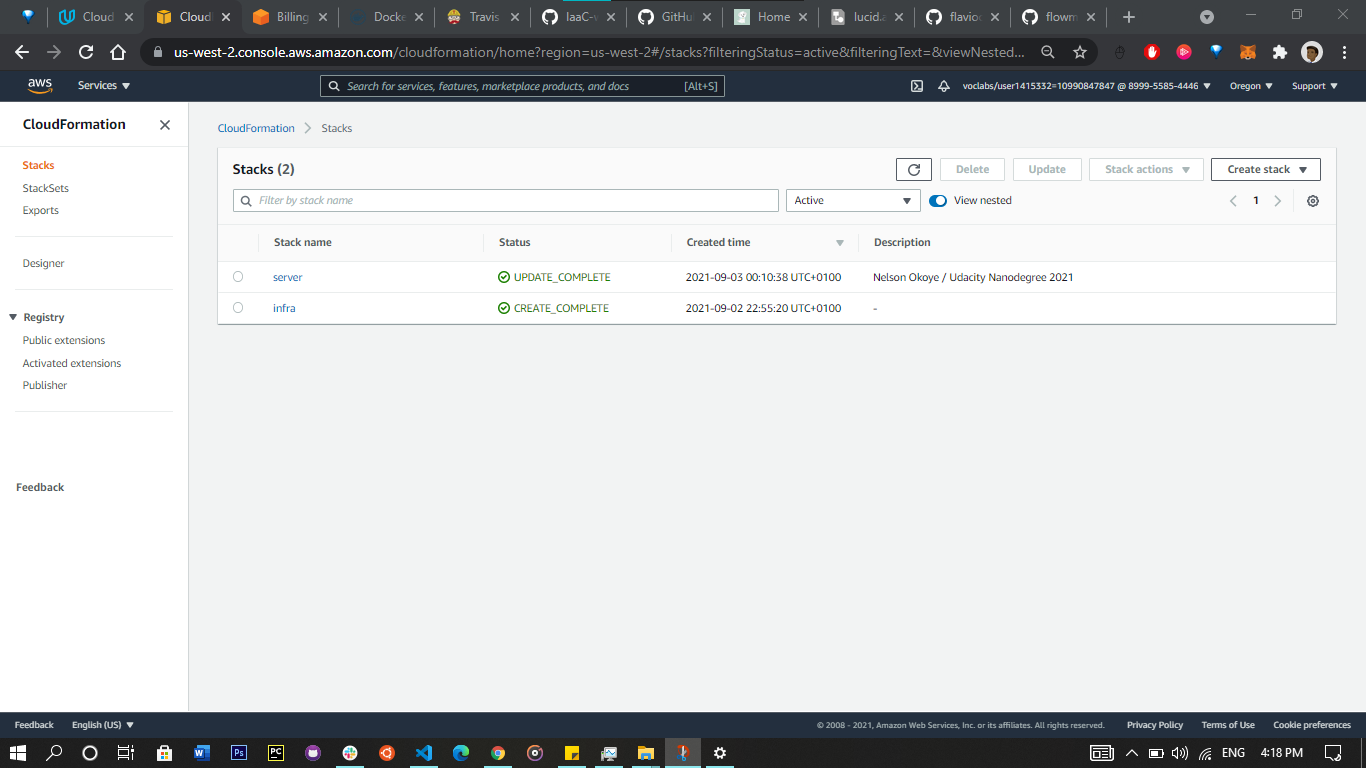 Cloud
CloudF
Billing
Docke
Travis
IaaC-v
GitHu
Home
lucid.a
flavio
flowm
us-west-2.console.aws.amazon.com/cloudformation/home?region=us-west-2#/stacks?filteringStatus=active&filteringText=&viewNested...
aws
Services
Search for services, features, marketplace products, and docs
[Alt+S]
voclabs/user1415332=10990847847 @ 8999-5585-4446
Oregon
Support
CloudFormation
Stacks
StackSets
Exports
Designer
Registry
Public extensions
Activated extensions
Publisher
Feedback
CloudFormation
Stacks
Stacks (2)
Delete
Update
Stack actions
Create stack
Filter by stack name
Active
View nested
1
Stack name
Status
Created time
Description
server
UPDATE_COMPLETE
2021-09-03 00:10:38 UTC+0100
Nelson Okoye / Udacity Nanodegree 2021
infra
CREATE_COMPLETE
2021-09-02 22:55:20 UTC+0100
-
Feedback
English (US)
© 2008 - 2021, Amazon Web Services, Inc. or its affiliates. All rights reserved.
Privacy Policy
Terms of Use
Cookie preferences
W
Ps
PC
ENG
4:18 PM